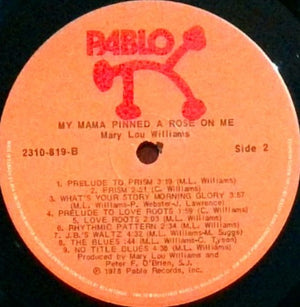 PABLO
MY MAMA PINNED A ROSE ON ME
Mary Lou Williams
2310-819-B Side 2
1. PRELUDE TO PRISM 3:19 (M.L. Williams)
2. PRISM 5:51 (C. Williams)
3. WHAT'S YOUR STORY MORNING GLORY 3:57
(M.L. Williams-P. Webster-J. Lawrence)
4. PRELUDE TO LOVE ROOTS 1:59 (C. Williams)
5. LOVE ROOTS 2:03 (M.L. Williams)
6. RHYTHMIC PATTERN 2:34 (M.L. Williams)
7. J.B.'S WALTZ 4:32 (M.L. Williams-M. Suggs)
8. THE BLUES :44 (M.L. Williams-C. Tyson)
9. NO TITLE BLUES 4:38 (M.L. Williams)
Produced by Mary Lou Williams and
Peter F. O'Brien, S.J.
© 1978 Pablo Records, Inc.